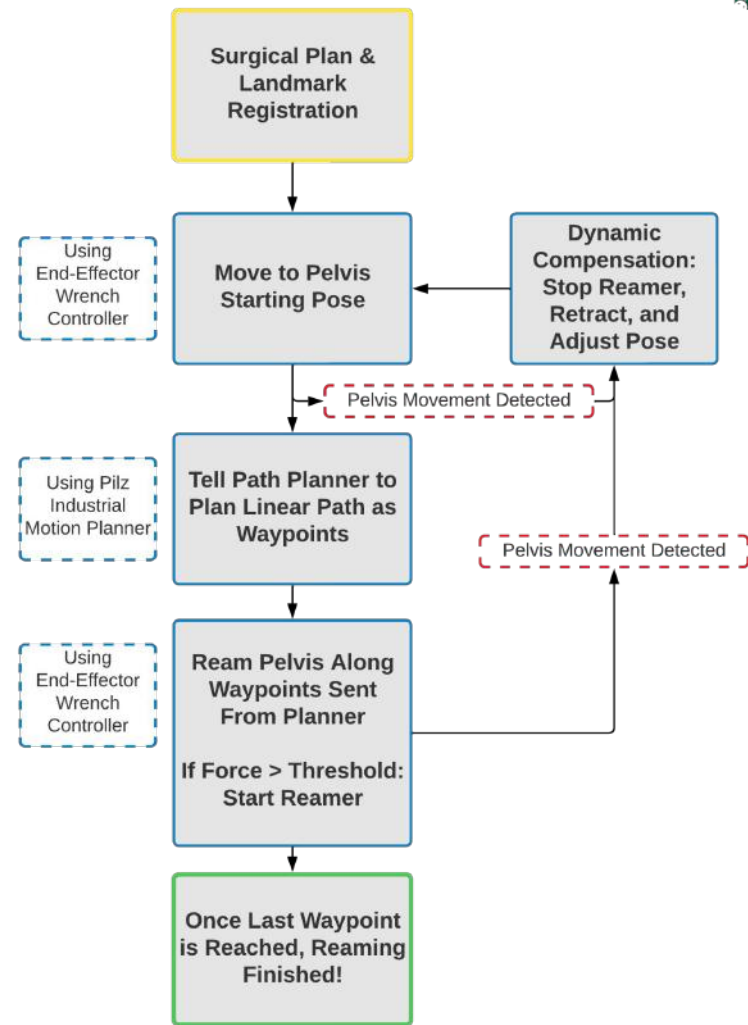 Surgical Plan &
Landmark
Registration
Using
End-Effector
Wrench
Controller
Move to Pelvis
Starting Pose
Dynamic
Compensation:
Stop Reamer,
Retract, and
Adjust Pose
Pelvis Movement Detected
Using Pilz
Industrial
Motion Planner
Tell Path Planner to
Plan Linear Path as
Waypoints
Pelvis Movement Detected
Using
End-Effector
Wrench
Controller
Ream Pelvis Along
Waypoints Sent
From Planner
If Force > Threshold:
Start Reamer
Once Last Waypoint
is Reached, Reaming
Finished!